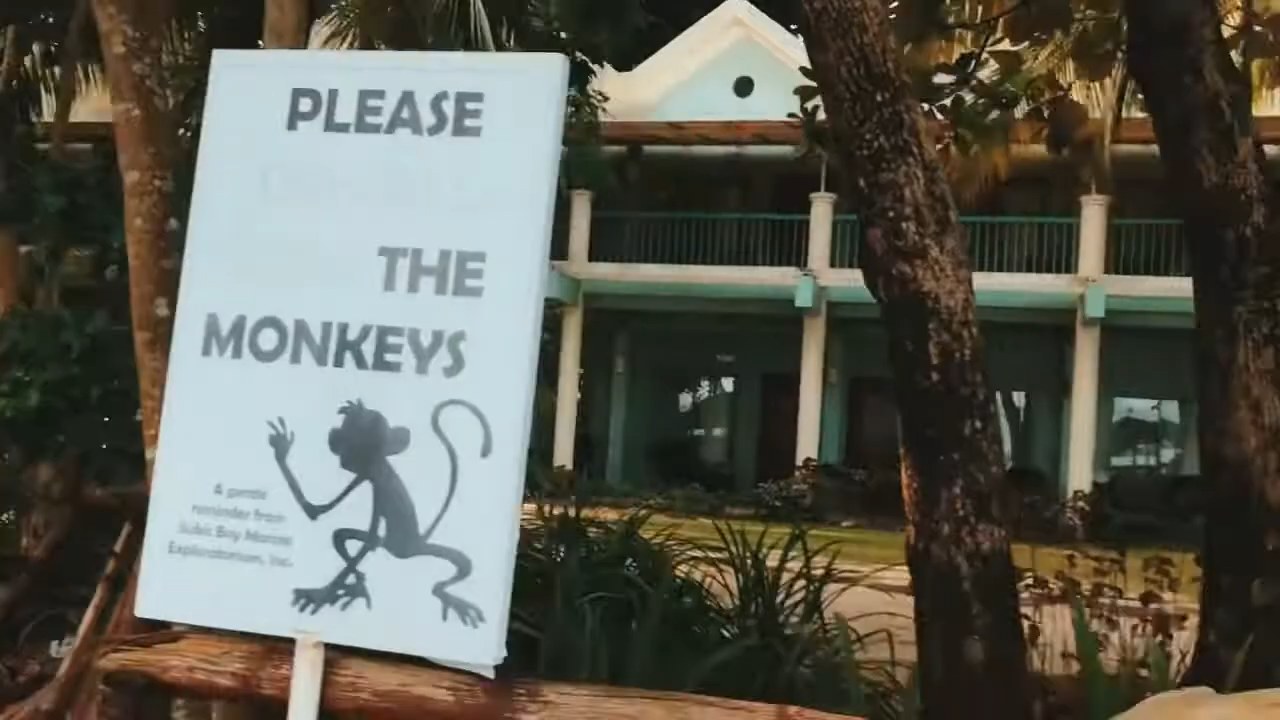 PLEASE
THE
MONKEYS
A gentle
reminder from
Subic Bay Marine
Exploratorium, Inc.